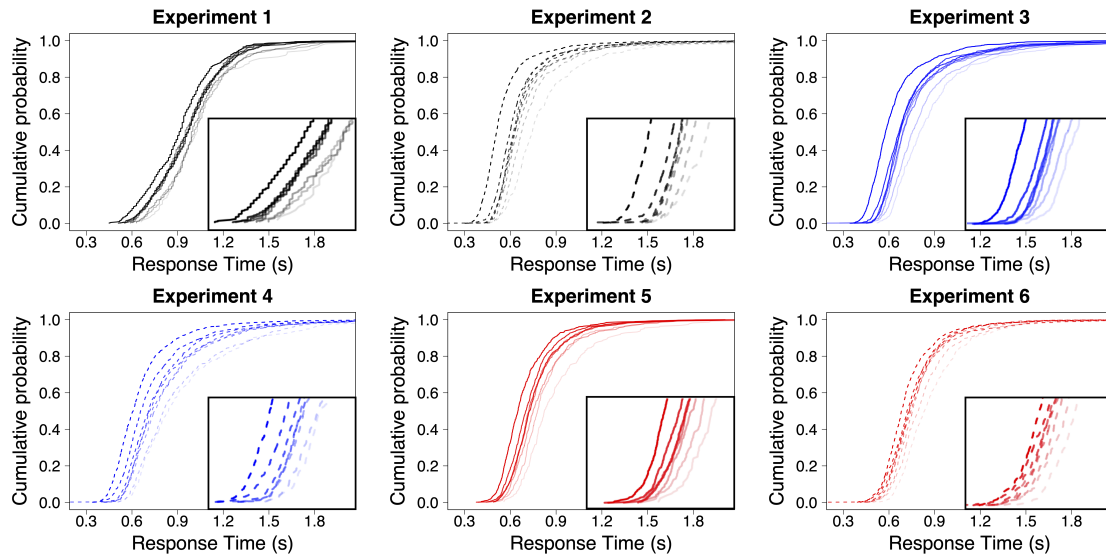 Experiment 1
Cumulative probability
1.0
0.8
0.6
0.4
0.2
0.0
0.3 0.6 0.9 1.2 1.5 1.8
Response Time (s)
Experiment 2
Cumulative probability
1.0
0.8
0.6
0.4
0.2
0.0
0.3 0.6 0.9 1.2 1.5 1.8
Response Time (s)
Experiment 3
Cumulative probability
1.0
0.8
0.6
0.4
0.2
0.0
0.3 0.6 0.9 1.2 1.5 1.8
Response Time (s)
Experiment 4
Cumulative probability
1.0
0.8
0.6
0.4
0.2
0.0
0.3 0.6 0.9 1.2 1.5 1.8
Response Time (s)
Experiment 5
Cumulative probability
1.0
0.8
0.6
0.4
0.2
0.0
0.3 0.6 0.9 1.2 1.5 1.8
Response Time (s)
Experiment 6
Cumulative probability
1.0
0.8
0.6
0.4
0.2
0.0
0.3 0.6 0.9 1.2 1.5 1.8
Response Time (s)